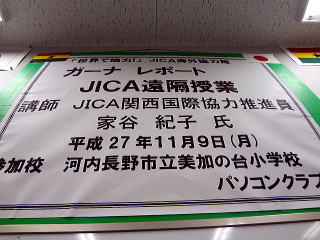 「世界で協力!」 JICA海外協力隊
ガーナ レポート
JICA遠隔授業
講師 JICA関西国際協力推進員
家谷 紀子 氏
平成 27年11月9日(月)
参加校 河内長野市立美加の台小学校
パソコンクラブ